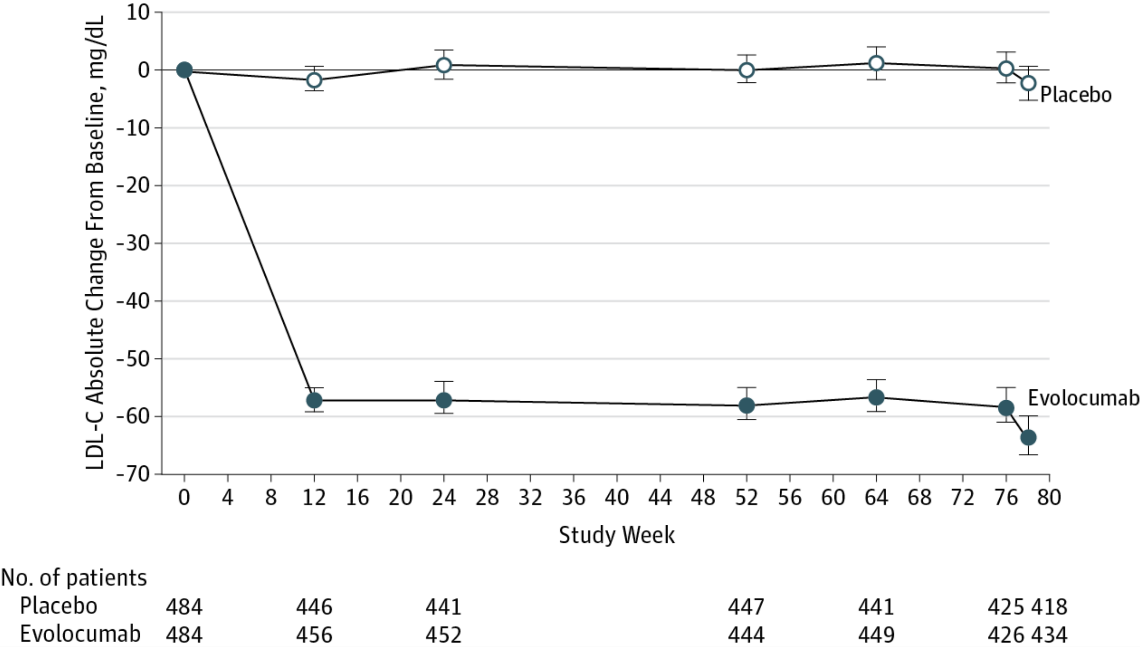 LDL-C Absolute Change From Baseline, mg/dL
10
0
-10
-20
-30
-40
-50
-60
-70
Placebo
Evolocumab
0 4 8 12 16 20 24 28 32 36 40 44 48 52 56 60 64 68 72 76 80
Study Week
No. of patients
Placebo 484 446 441 447 441 425 418
Evolocumab 484 456 452 444 449 426 434